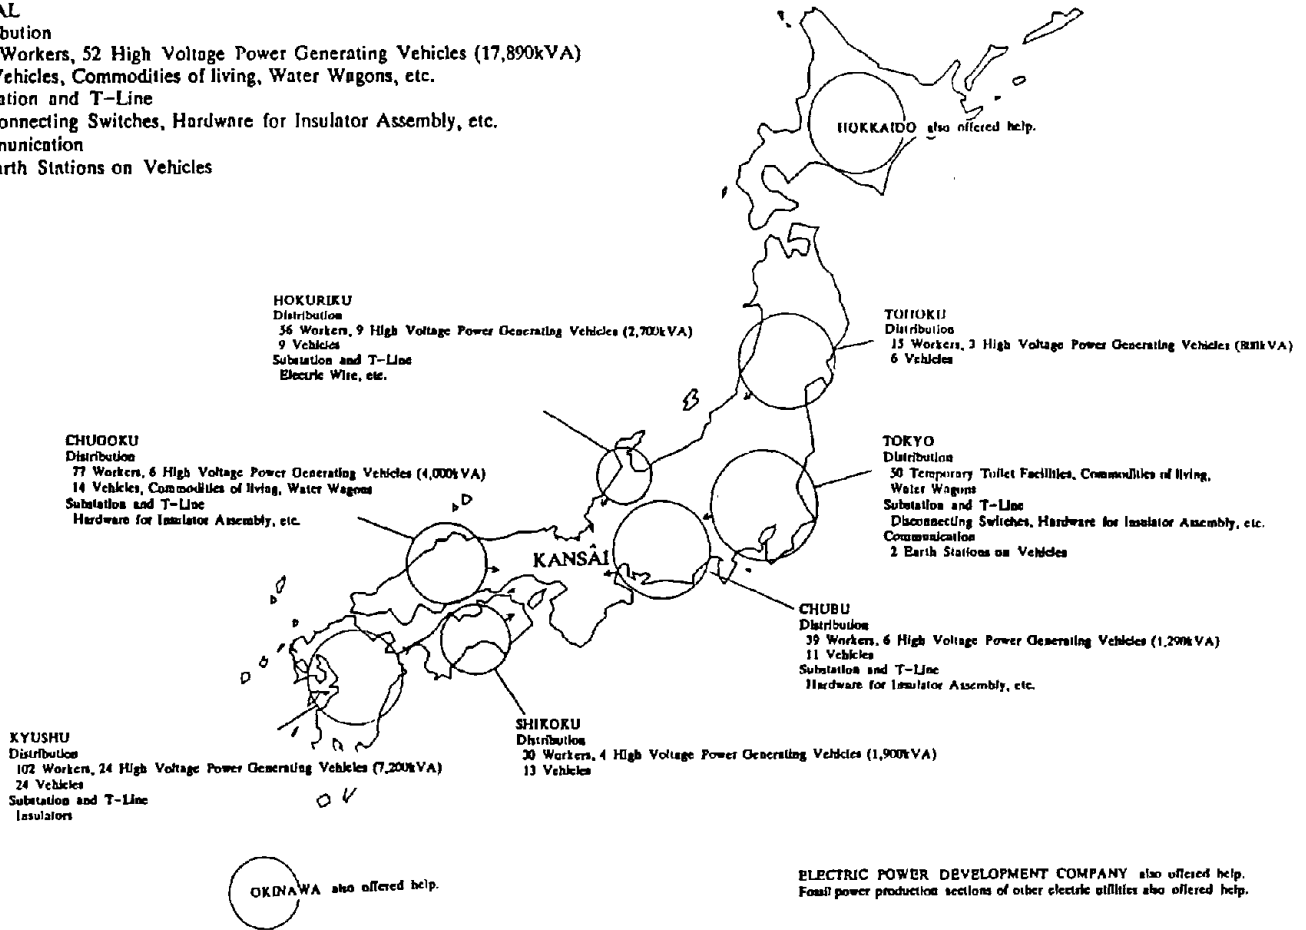 AL
bution
Workers, 52 High Voltage Power Generating Vehicles (17,890kVA)
ehicles, Commodities of living, Water Wagons, etc.
ation and T-Line
onnecting Switches, Hardware for Insulator Assembly, etc.
munication
arth Stations on Vehicles
HOKKAIDO also offered help.
HOKURIKU
Distribution
56 Workers, 9 High Voltage Power Generating Vehicles (2,700kVA)
9 Vehicles
Substation and T-Line
Electric Wire, etc.
TOHOKU
Distribution
15 Workers, 3 High Voltage Power Generating Vehicles (800kVA)
6 Vehicles
CHUGOKU
Distribution
77 Workers, 6 High Voltage Power Generating Vehicles (4,000kVA)
14 Vehicles, Commodities of living, Water Wagons
Substation and T-Line
Hardware for Insulator Assembly, etc.
TOKYO
Distribution
50 Temporary Toilet Facilities, Commodities of living,
Water Wagons
Substation and T-Line
Disconnecting Switches, Hardware for Insulator Assembly, etc.
Communication
2 Earth Stations on Vehicles
KANSAI
CHUBU
Distribution
39 Workers, 6 High Voltage Power Generating Vehicles (1,290kVA)
11 Vehicles
Substation and T-Line
Hardware for Insulator Assembly, etc.
SHIKOKU
Distribution
30 Workers, 4 High Voltage Power Generating Vehicles (1,900kVA)
13 Vehicles
KYUSHU
Distribution
102 Workers, 24 High Voltage Power Generating Vehicles (7,200kVA)
24 Vehicles
Substation and T-Line
Insulators
OKINAWA also offered help.
ELECTRIC POWER DEVELOPMENT COMPANY also offered help.
Fossil power production sections of other electric utilities also offered help.